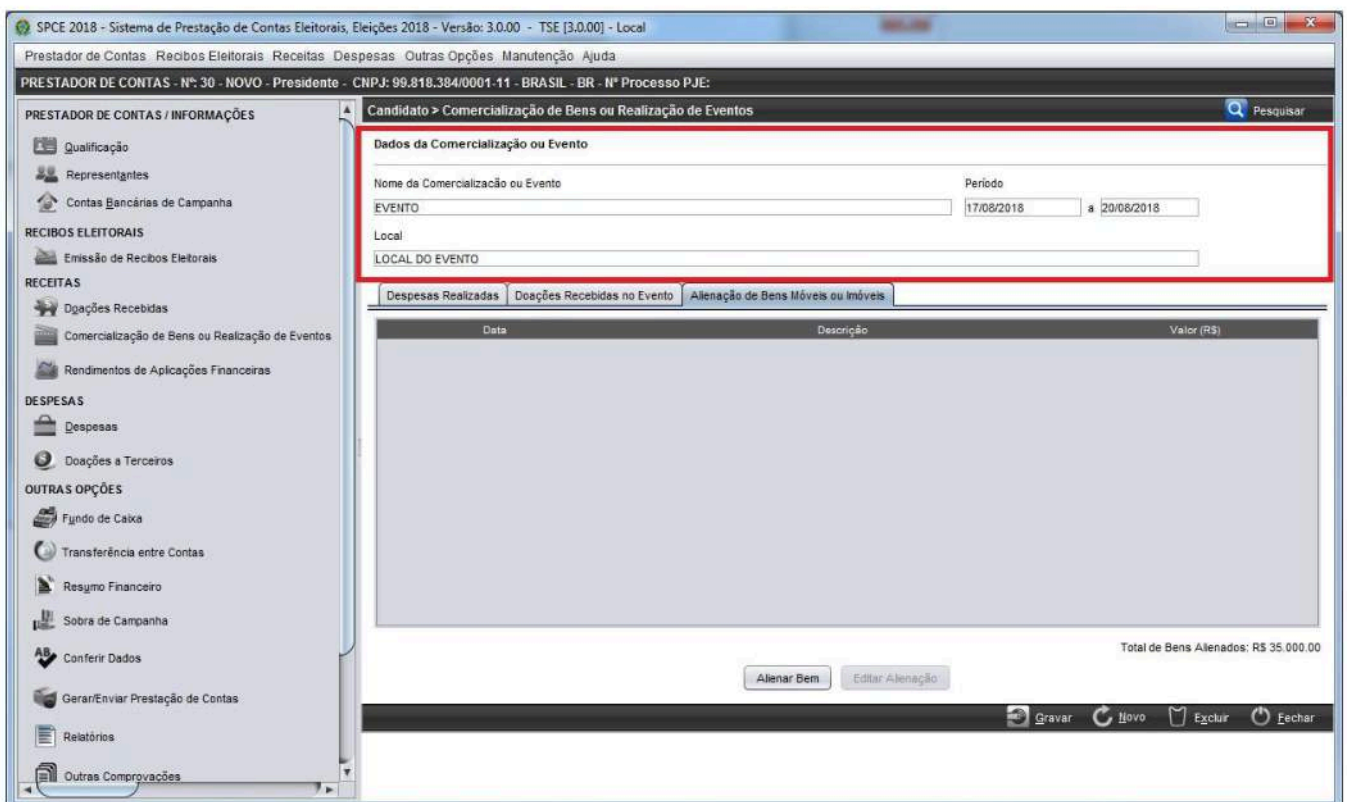 SPCE 2018 - Sistema de Prestação de Contas Eleitorais, Eleições 2018 - Versão: 3.0.00 - TSE [3.0.00] - Local
Prestador de Contas Recibos Eleitorais Receitas Despesas Outras Opções Manutenção Ajuda
PRESTADOR DE CONTAS - Nº: 30 - NOVO - Presidente - CNPJ: 99.818.384/0001-11 - BRASIL - BR - Nº Processo PJE:
PRESTADOR DE CONTAS / INFORMAÇÕES
Qualificação
Representantes
Contas Bancárias de Campanha
RECIBOS ELEITORAIS
Emissão de Recibos Eleitorais
RECEITAS
Doações Recebidas
Comercialização de Bens ou Realização de Eventos
Rendimentos de Aplicações Financeiras
DESPESAS
Despesas
Doações a Terceiros
OUTRAS OPÇÕES
Fundo de Caixa
Transferência entre Contas
Resumo Financeiro
Sobra de Campanha
Conferir Dados
Gerar/Enviar Prestação de Contas
Relatórios
Outras Comprovações
Candidato > Comercialização de Bens ou Realização de Eventos Pesquisar
Dados da Comercialização ou Evento
Nome da Comercialização ou Evento Período
EVENTO 17/08/2018 a 20/08/2018
Local
LOCAL DO EVENTO
Despesas Realizadas Doações Recebidas no Evento Alienação de Bens Móveis ou Imóveis
Data Descrição Valor (R$)
Total de Bens Alienados: R$ 35.000.00
Alienar Bem Editar Alienação
Gravar Novo Excluir Fechar